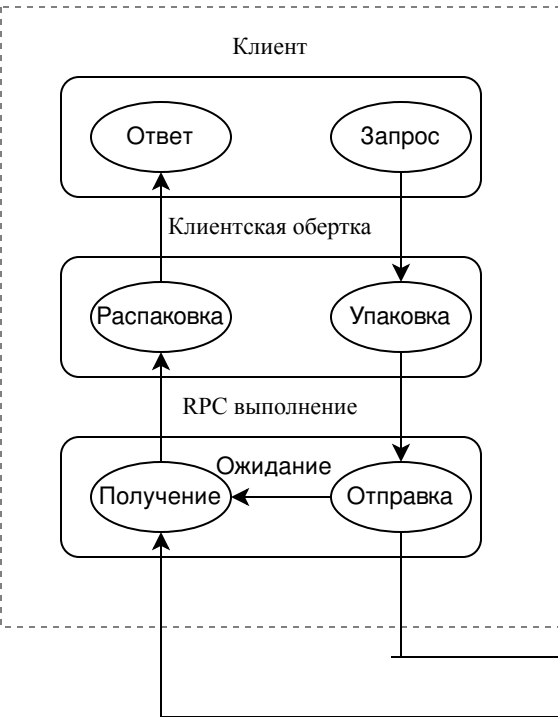 Клиент
Ответ
Запрос
Клиентская обертка
Распаковка
Упаковка
RPC выполнение
Ожидание
Получение
Отправка